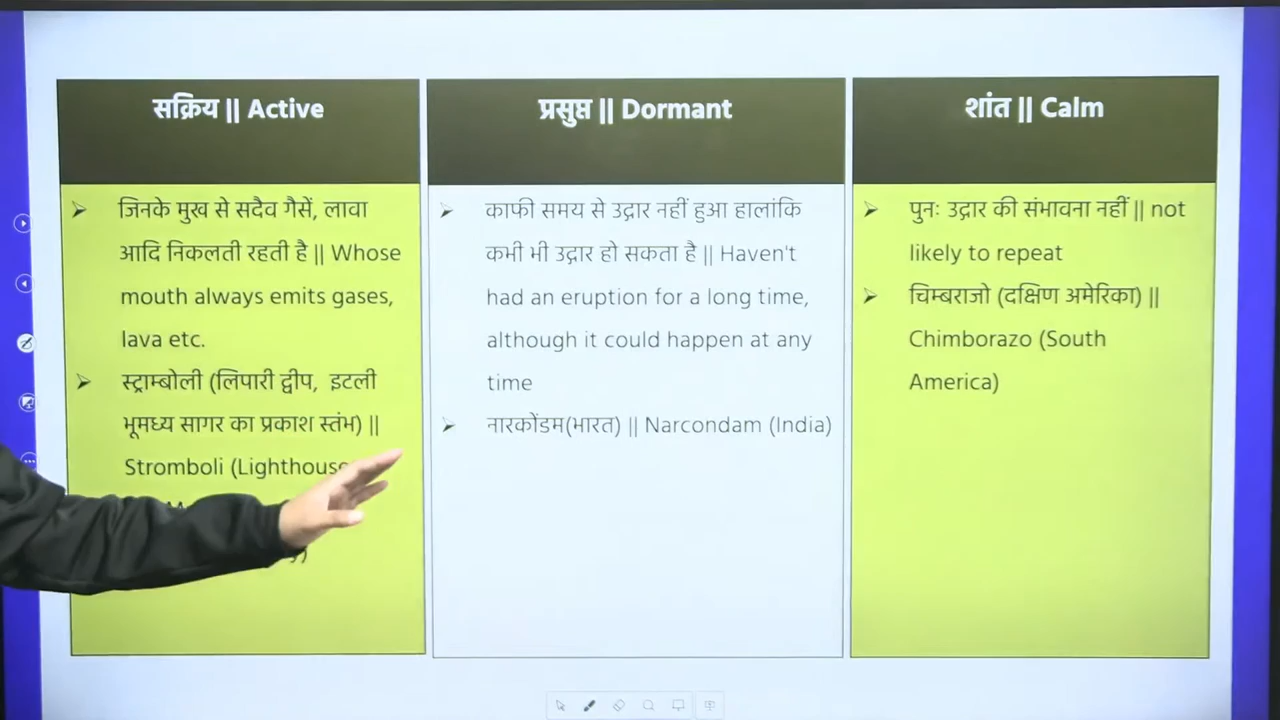 सक्रिय || Active
जिनके मुख से सदैव गैसें, लावा
आदि निकलती रहती है || Whose
mouth always emits gases,
lava etc.
स्ट्राम्बोली (लिपारी द्वीप, इटली
भूमध्य सागर का प्रकाश स्तंभ) ||
Stromboli (Lighthouse
प्रसुप्त || Dormant
काफी समय से उद्गार नहीं हुआ हालांकि
कभी भी उद्गार हो सकता है || Haven't
had an eruption for a long time,
although it could happen at any
time
नारकोंडम(भारत) || Narcondam (India)
शांत || Calm
पुनः उद्गार की संभावना नहीं || not
likely to repeat
चिम्बराजो (दक्षिण अमेरिका) ||
Chimborazo (South
America)